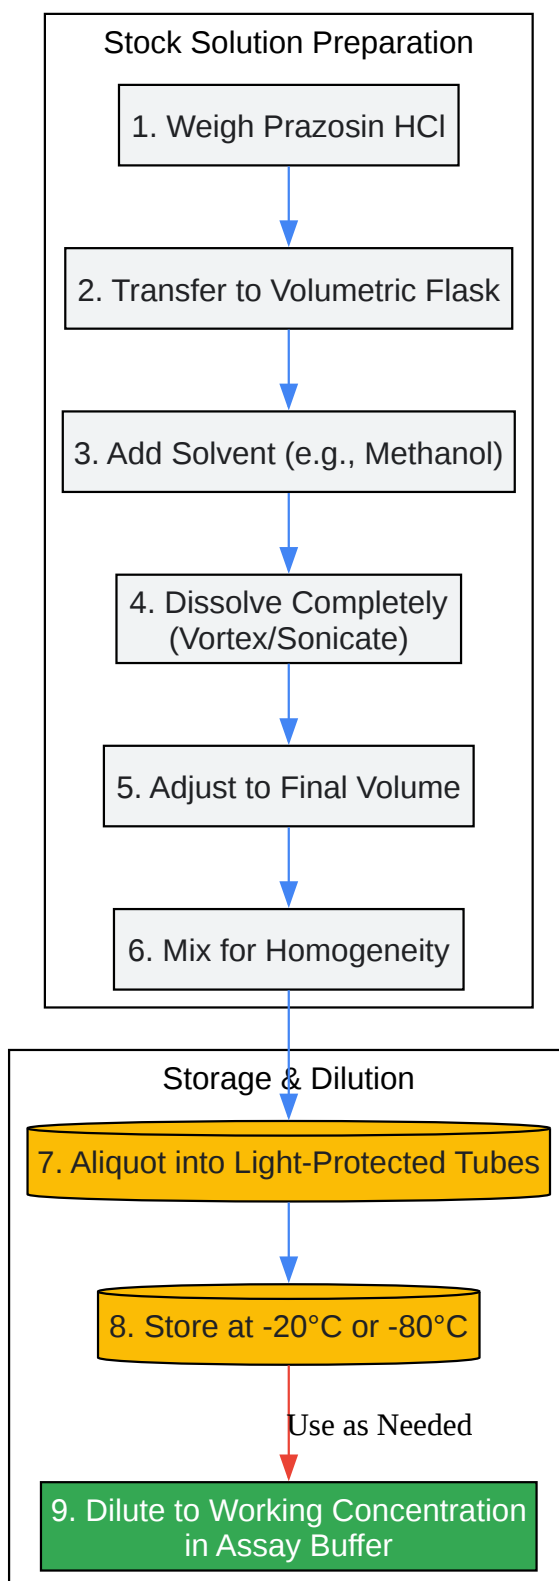 Stock Solution Preparation
1. Weigh Prazosin HCl
2. Transfer to Volumetric Flask
3. Add Solvent (e.g., Methanol)
4. Dissolve Completely
(Vortex/Sonicate)
5. Adjust to Final Volume
6. Mix for Homogeneity
Storage & Dilution
7. Aliquot into Light-Protected Tubes
8. Store at -20°C or -80°C
Use as Needed
9. Dilute to Working Concentration
in Assay Buffer